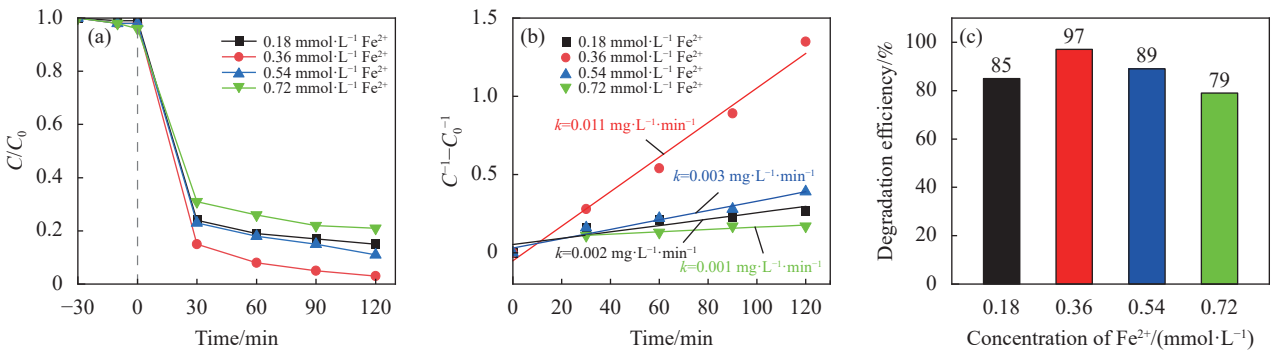 (a)
0.18 mmol·L⁻¹ Fe²⁺
0.36 mmol·L⁻¹ Fe²⁺
0.54 mmol·L⁻¹ Fe²⁺
0.72 mmol·L⁻¹ Fe²⁺
C/C₀
1.0
0.8
0.6
0.4
0.2
0
−30
0
30
60
90
120
Time/min
(b)
0.18 mmol·L⁻¹ Fe²⁺
0.36 mmol·L⁻¹ Fe²⁺
0.54 mmol·L⁻¹ Fe²⁺
0.72 mmol·L⁻¹ Fe²⁺
k=0.011 mg·L⁻¹·min⁻¹
k=0.003 mg·L⁻¹·min⁻¹
k=0.002 mg·L⁻¹·min⁻¹
k=0.001 mg·L⁻¹·min⁻¹
C⁻¹−C₀⁻¹
1.5
1.0
0.5
0
0
20
40
60
80
100
120
Time/min
(c)
85
97
89
79
Degradation efficiency/%
100
80
60
40
20
0
0.18
0.36
0.54
0.72
Concentration of Fe²⁺/(mmol·L⁻¹)